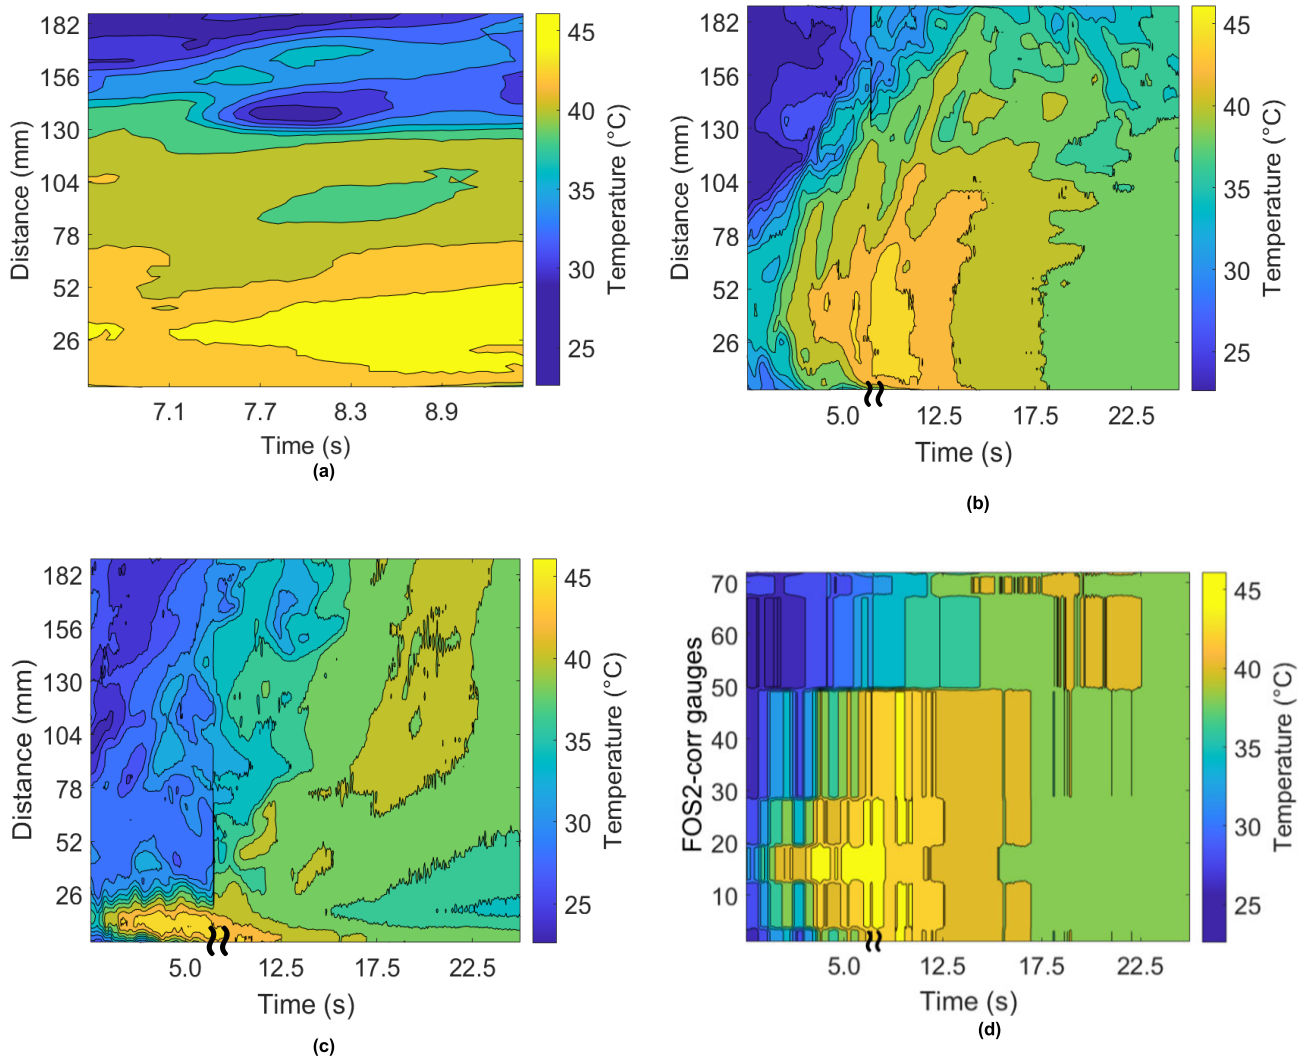 182
156
130
104
78
52
26
Distance (mm)
7.1 7.7 8.3 8.9
Time (s)
45
40
35
30
25
Temperature (°C)
(a)
182
156
130
104
78
52
26
Distance (mm)
5.0 12.5 17.5 22.5
Time (s)
45
40
35
30
25
Temperature (°C)
(b)
182
156
130
104
78
52
26
Distance (mm)
5.0 12.5 17.5 22.5
Time (s)
45
40
35
30
25
Temperature (°C)
(c)
70
60
50
40
30
20
10
FOS2-corr gauges
5.0 12.5 17.5 22.5
Time (s)
45
40
35
30
25
Temperature (°C)
(d)